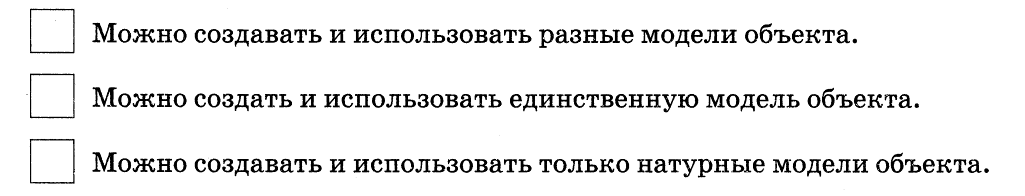 Можно создавать и использовать разные модели объекта.
Можно создать и использовать единственную модель объекта.
Можно создавать и использовать только натурные модели объекта.